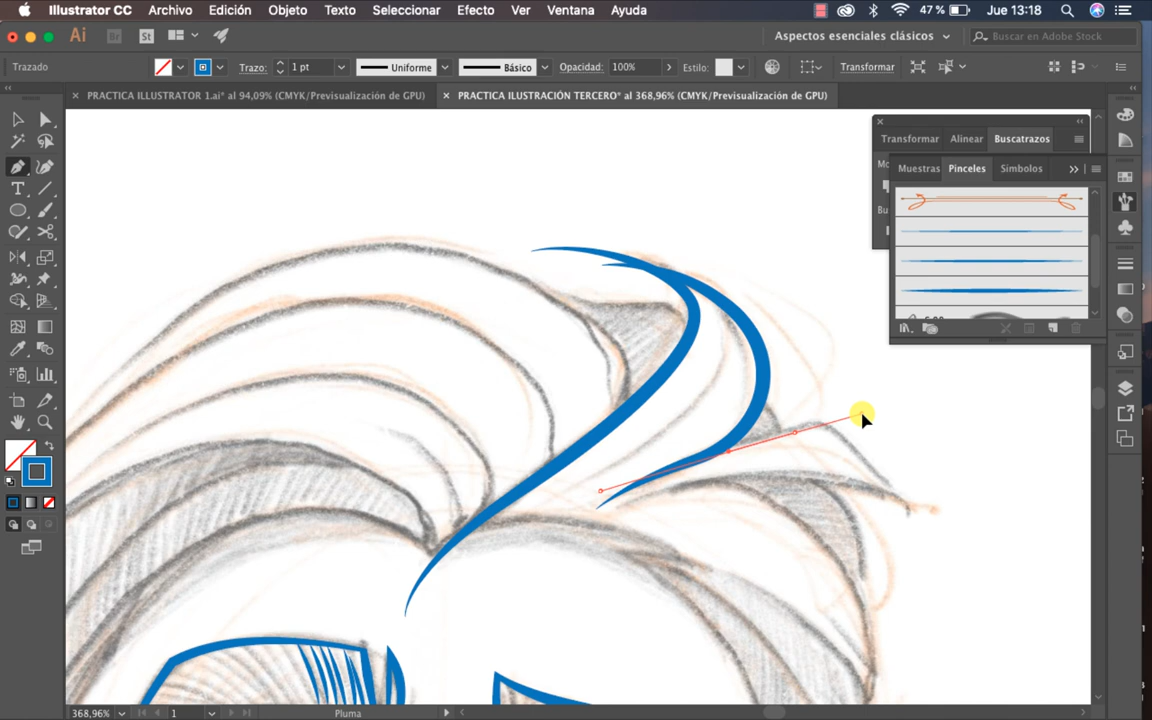 Illustrator CC Archivo Edición Objeto Texto Seleccionar Efecto Ver Ventana Ayuda 47 % Jue 13:18
Ai Br St Aspectos esenciales clásicos Buscar en Adobe Stock
Trazado Trazo: 1 pt Uniforme Básico Opacidad: 100% Estilo: Transformar
PRACTICA ILLUSTRATOR 1.ai* al 94,09% (CMYK/Previsualización de GPU) PRACTICA ILUSTRACIÓN TERCERO* al 368,96% (CMYK/Previsualización de GPU)
Transformar Alinear Buscatrazos
Mo
Muestras Pinceles Símbolos
Bu
368,96% 1 Pluma